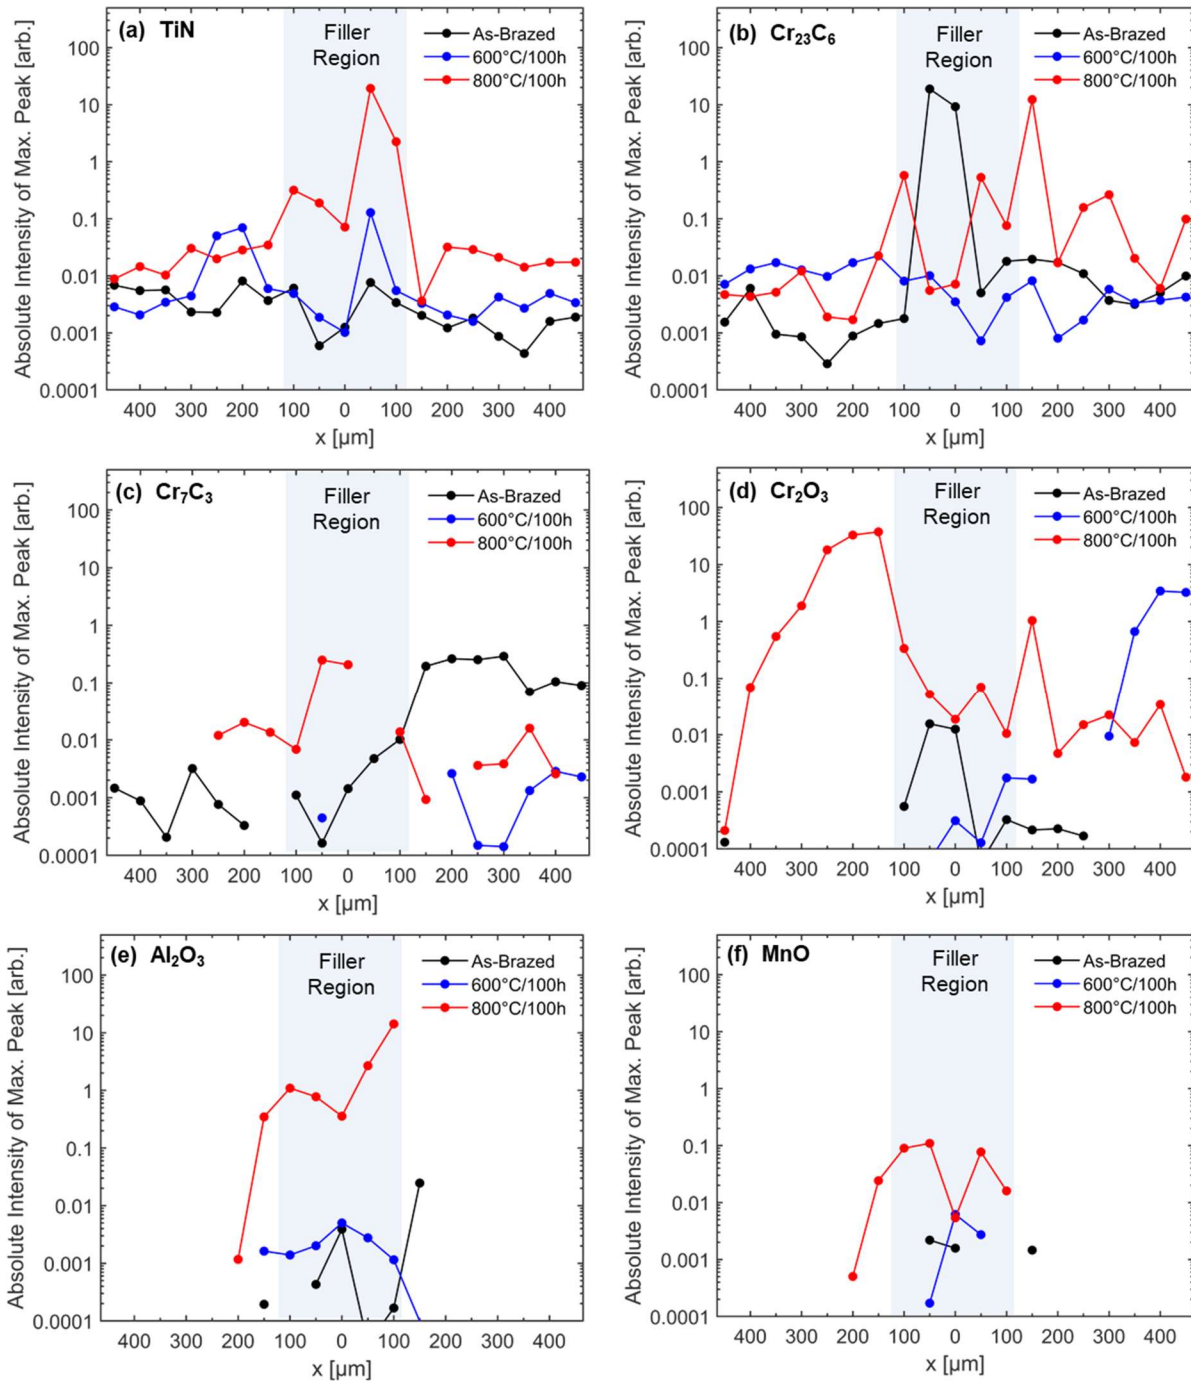 (a) TiN
Filler
Region
As-Brazed
600°C/100h
800°C/100h
Absolute Intensity of Max. Peak [arb.]
100
10
1
0.1
0.01
0.001
0.0001
400 300 200 100 0 100 200 300 400
x [µm]
(b) Cr₂₃C₆
Filler
Region
As-Brazed
600°C/100h
800°C/100h
Absolute Intensity of Max. Peak [arb.]
100
10
1
0.1
0.01
0.001
0.0001
400 300 200 100 0 100 200 300 400
x [µm]
(c) Cr₇C₃
Filler
Region
As-Brazed
600°C/100h
800°C/100h
Absolute Intensity of Max. Peak [arb.]
100
10
1
0.1
0.01
0.001
0.0001
400 300 200 100 0 100 200 300 400
x [µm]
(d) Cr₂O₃
Filler
Region
As-Brazed
600°C/100h
800°C/100h
Absolute Intensity of Max. Peak [arb.]
100
10
1
0.1
0.01
0.001
0.0001
400 300 200 100 0 100 200 300 400
x [µm]
(e) Al₂O₃
Filler
Region
As-Brazed
600°C/100h
800°C/100h
Absolute Intensity of Max. Peak [arb.]
100
10
1
0.1
0.01
0.001
0.0001
400 300 200 100 0 100 200 300 400
x [µm]
(f) MnO
Filler
Region
As-Brazed
600°C/100h
800°C/100h
Absolute Intensity of Max. Peak [arb.]
100
10
1
0.1
0.01
0.001
0.0001
400 300 200 100 0 100 200 300 400
x [µm]